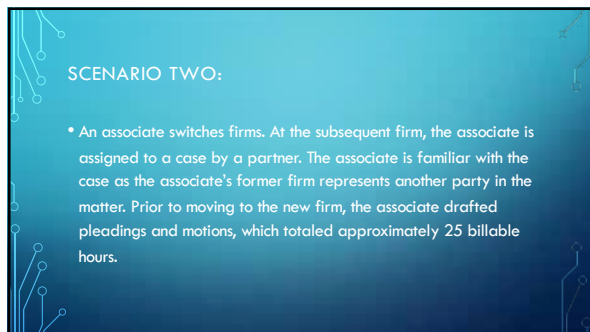 SCENARIO TWO:
• An associate switches firms. At the subsequent firm, the associate is
assigned to a case by a partner. The associate is familiar with the
case as the associate's former firm represents another party in the
matter. Prior to moving to the new firm, the associate drafted
pleadings and motions, which totaled approximately 25 billable
hours.